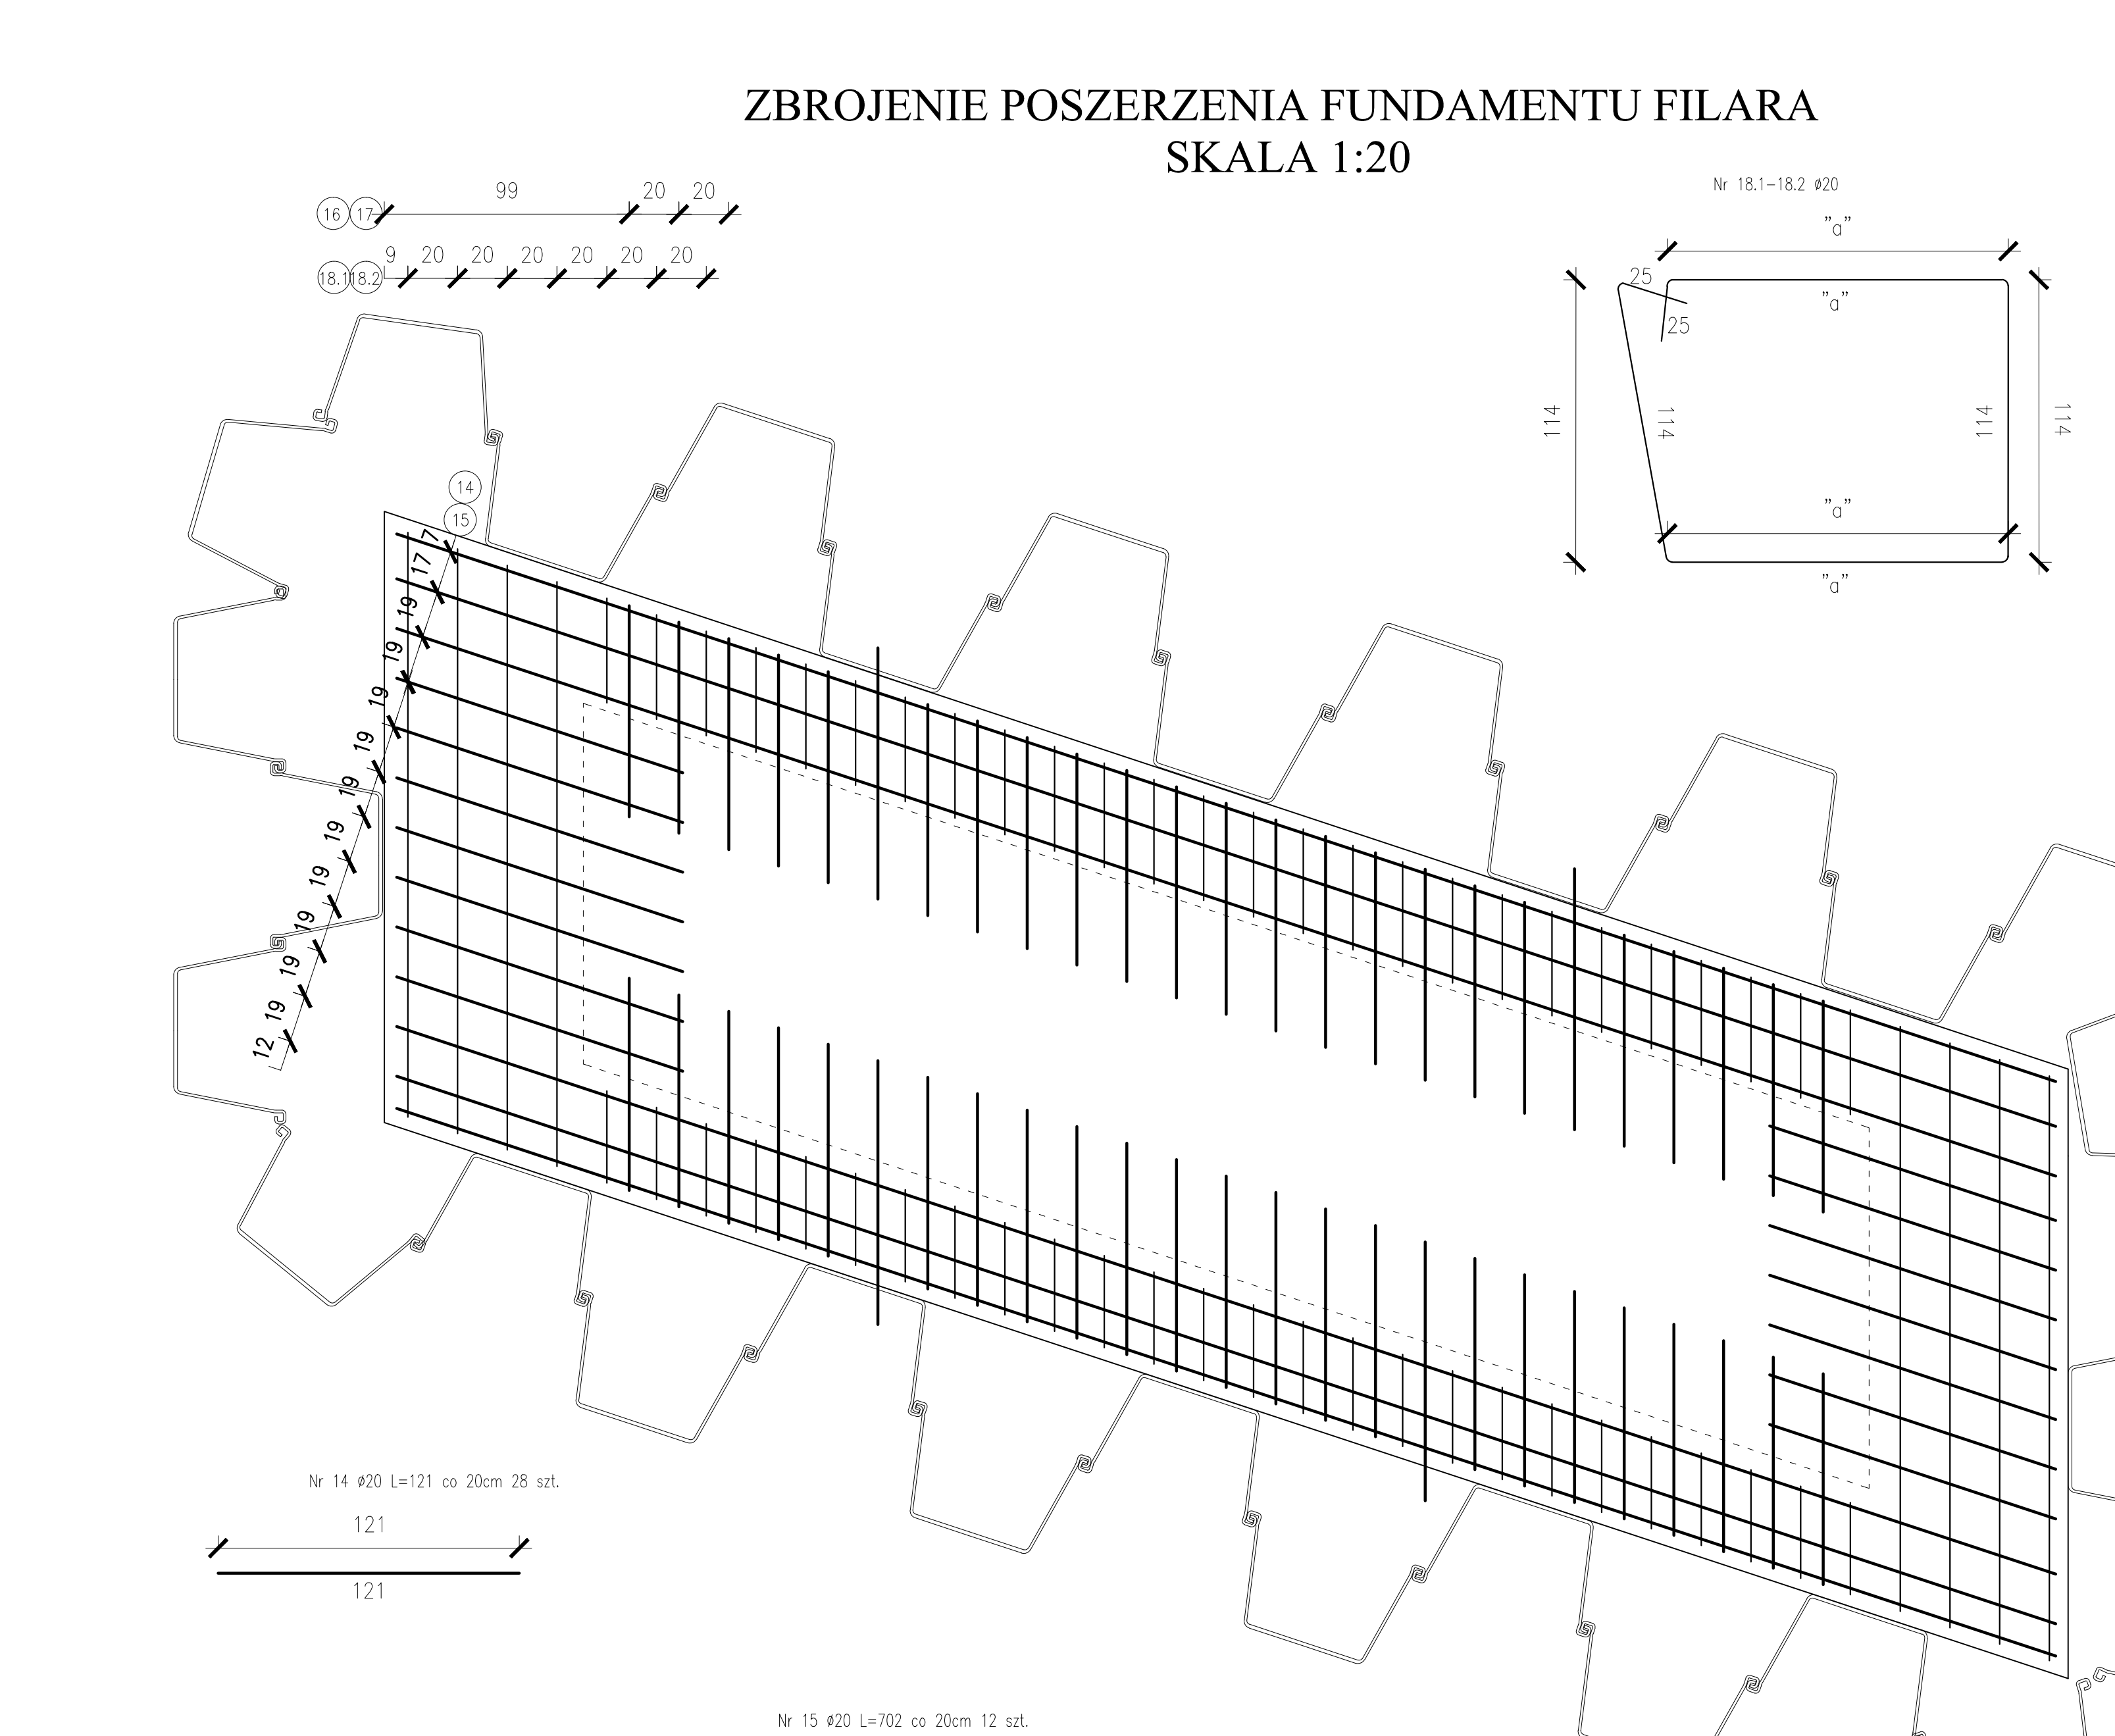 ZBROJENIE POSZERZENIA FUNDAMENTU FILARA
SKALA 1:20
Nr 18.1-18.2 ø20
16 17 99 20 20
18.1 18.2 9 20 20 20 20 20 20
"a"
25
"a"
25
114 114 114 114
"a"
"a"
14
15
7
17
19
19
19
19
19
19
19
19
19
19
12
Nr 14 ø20 L=121 co 20cm 28 szt.
121
121
Nr 15 ø20 L=702 co 20cm 12 szt.